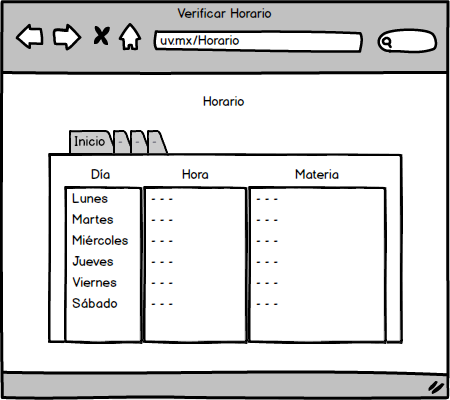 Verificar Horario
uv.mx/Horario
Horario
Inicio - - -
Día Hora Materia
Lunes - - - - - -
Martes - - - - - -
Miércoles - - - - - -
Jueves - - - - - -
Viernes - - - - - -
Sábado - - - - - -